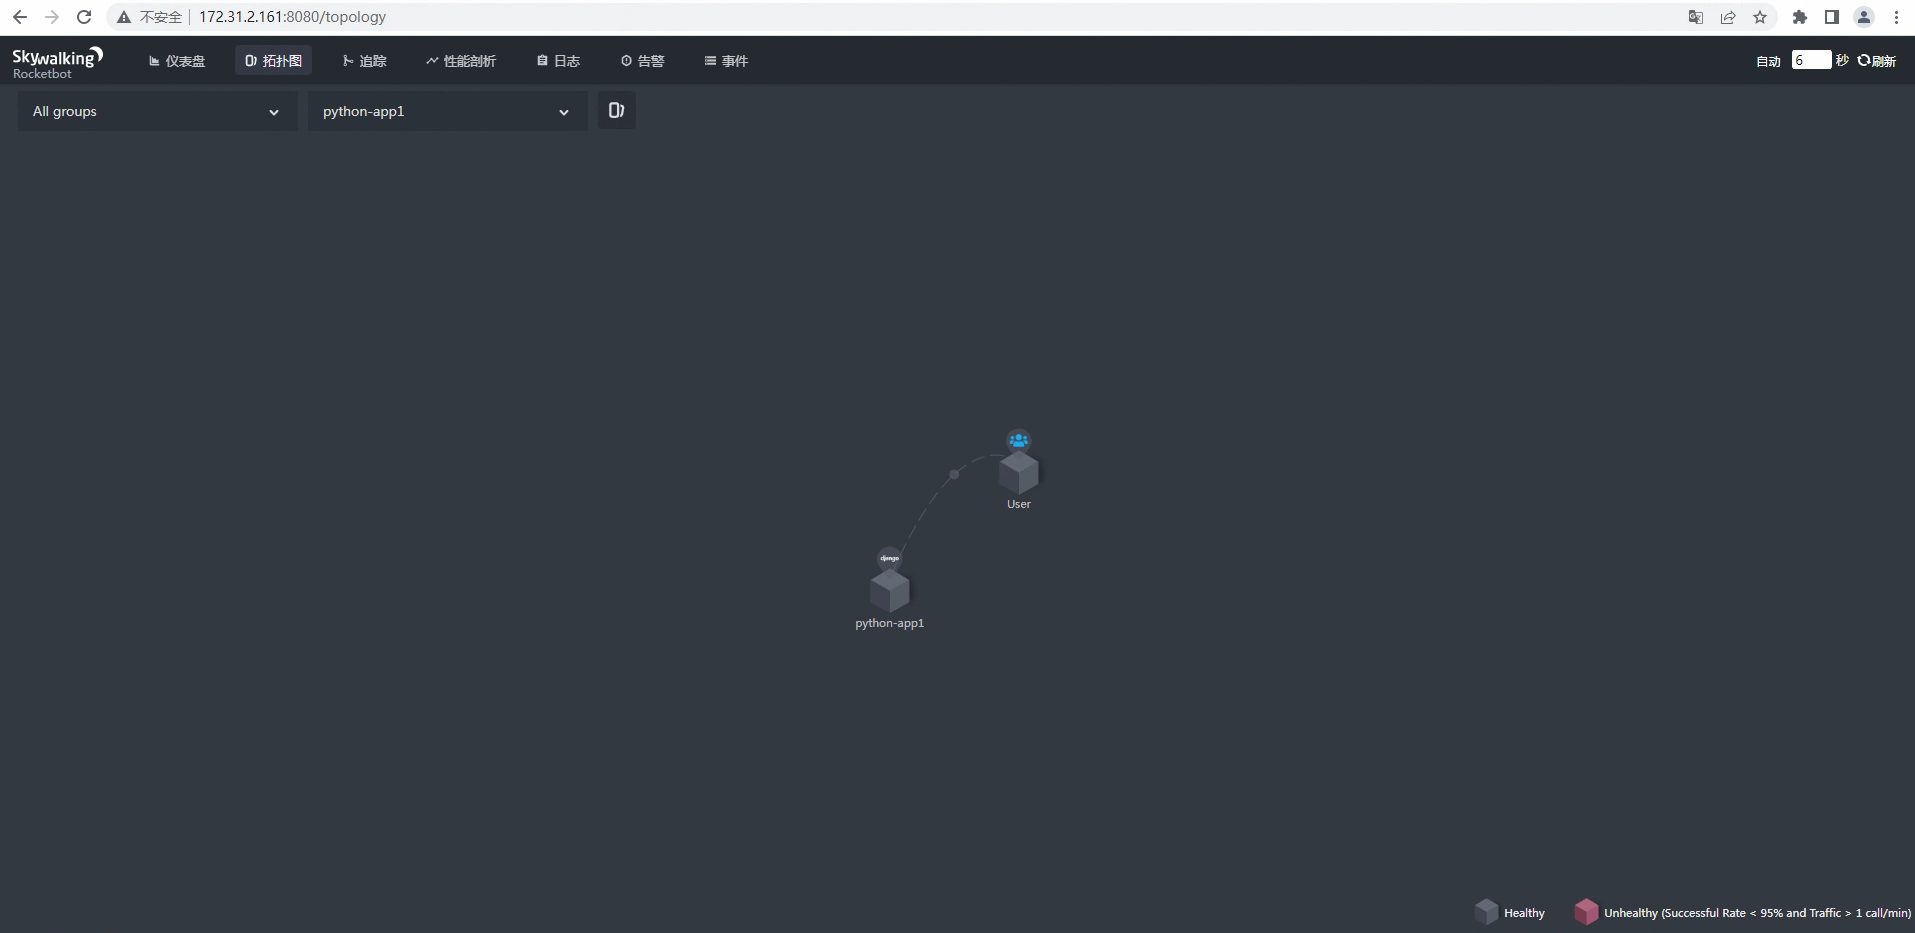 不安全 172.31.2.161:8080/topology
Skywalking
Rocketbot
仪表盘 拓扑图 追踪 性能剖析 日志 告警 事件 自动 6 秒 刷新
All groups python-app1
User
django
python-app1
Healthy Unhealthy (Successful Rate < 95% and Traffic > 1 call/min)